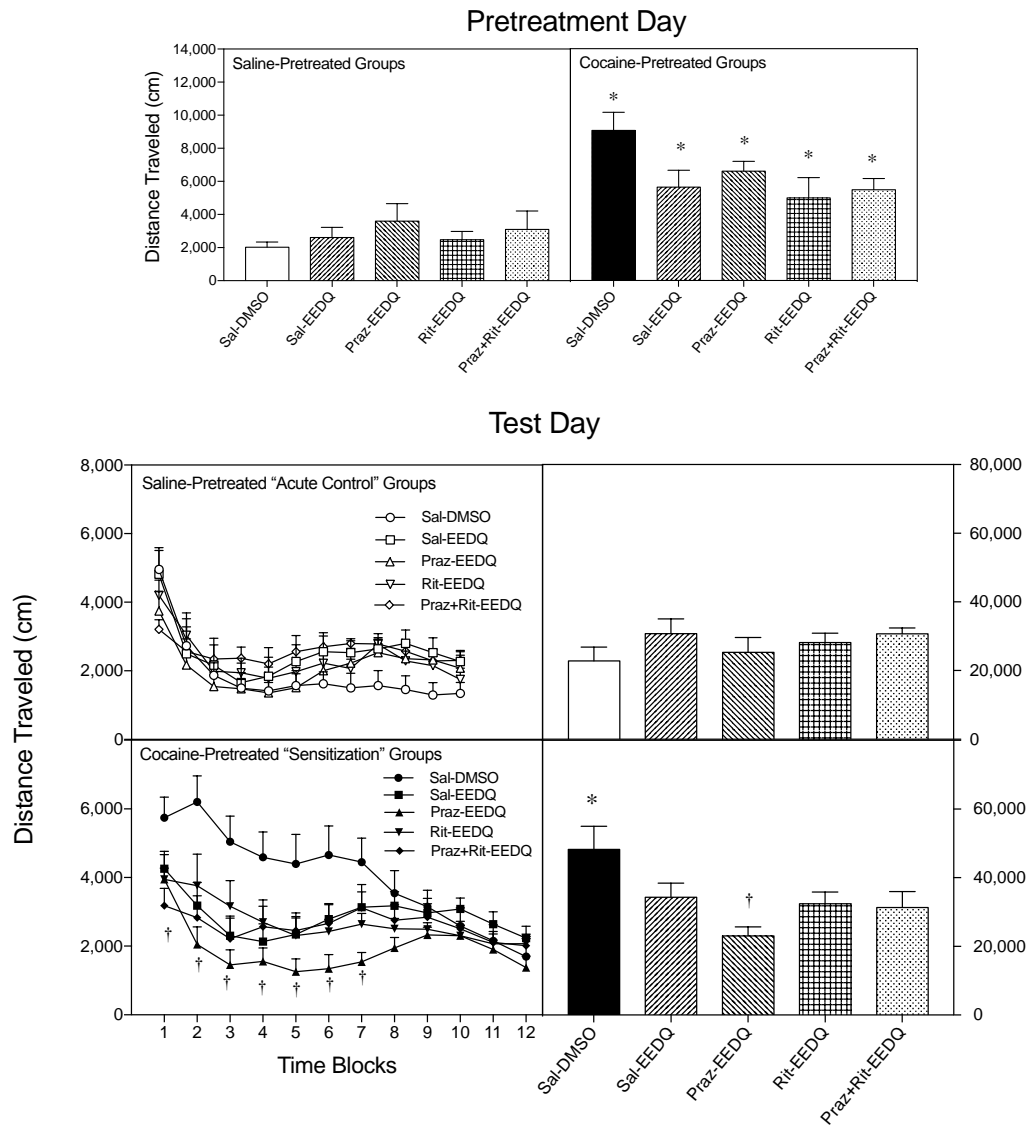 Pretreatment Day
Distance Traveled (cm)
14,000
12,000
10,000
8,000
6,000
4,000
2,000
0
Saline-Pretreated Groups
Cocaine-Pretreated Groups
*
*
*
*
*
Sal-DMSO
Sal-EEDQ
Praz-EEDQ
Rit-EEDQ
Praz+Rit-EEDQ
Sal-DMSO
Sal-EEDQ
Praz-EEDQ
Rit-EEDQ
Praz+Rit-EEDQ
Test Day
Distance Traveled (cm)
8,000
6,000
4,000
2,000
0
Saline-Pretreated “Acute Control” Groups
Sal-DMSO
Sal-EEDQ
Praz-EEDQ
Rit-EEDQ
Praz+Rit-EEDQ
80,000
60,000
40,000
20,000
0
6,000
4,000
2,000
0
Cocaine-Pretreated “Sensitization” Groups
Sal-DMSO
Sal-EEDQ
Praz-EEDQ
Rit-EEDQ
Praz+Rit-EEDQ
†
†
†
†
†
†
†
1 2 3 4 5 6 7 8 9 10 11 12
Time Blocks
*
†
60,000
40,000
20,000
0
Sal-DMSO
Sal-EEDQ
Praz-EEDQ
Rit-EEDQ
Praz+Rit-EEDQ